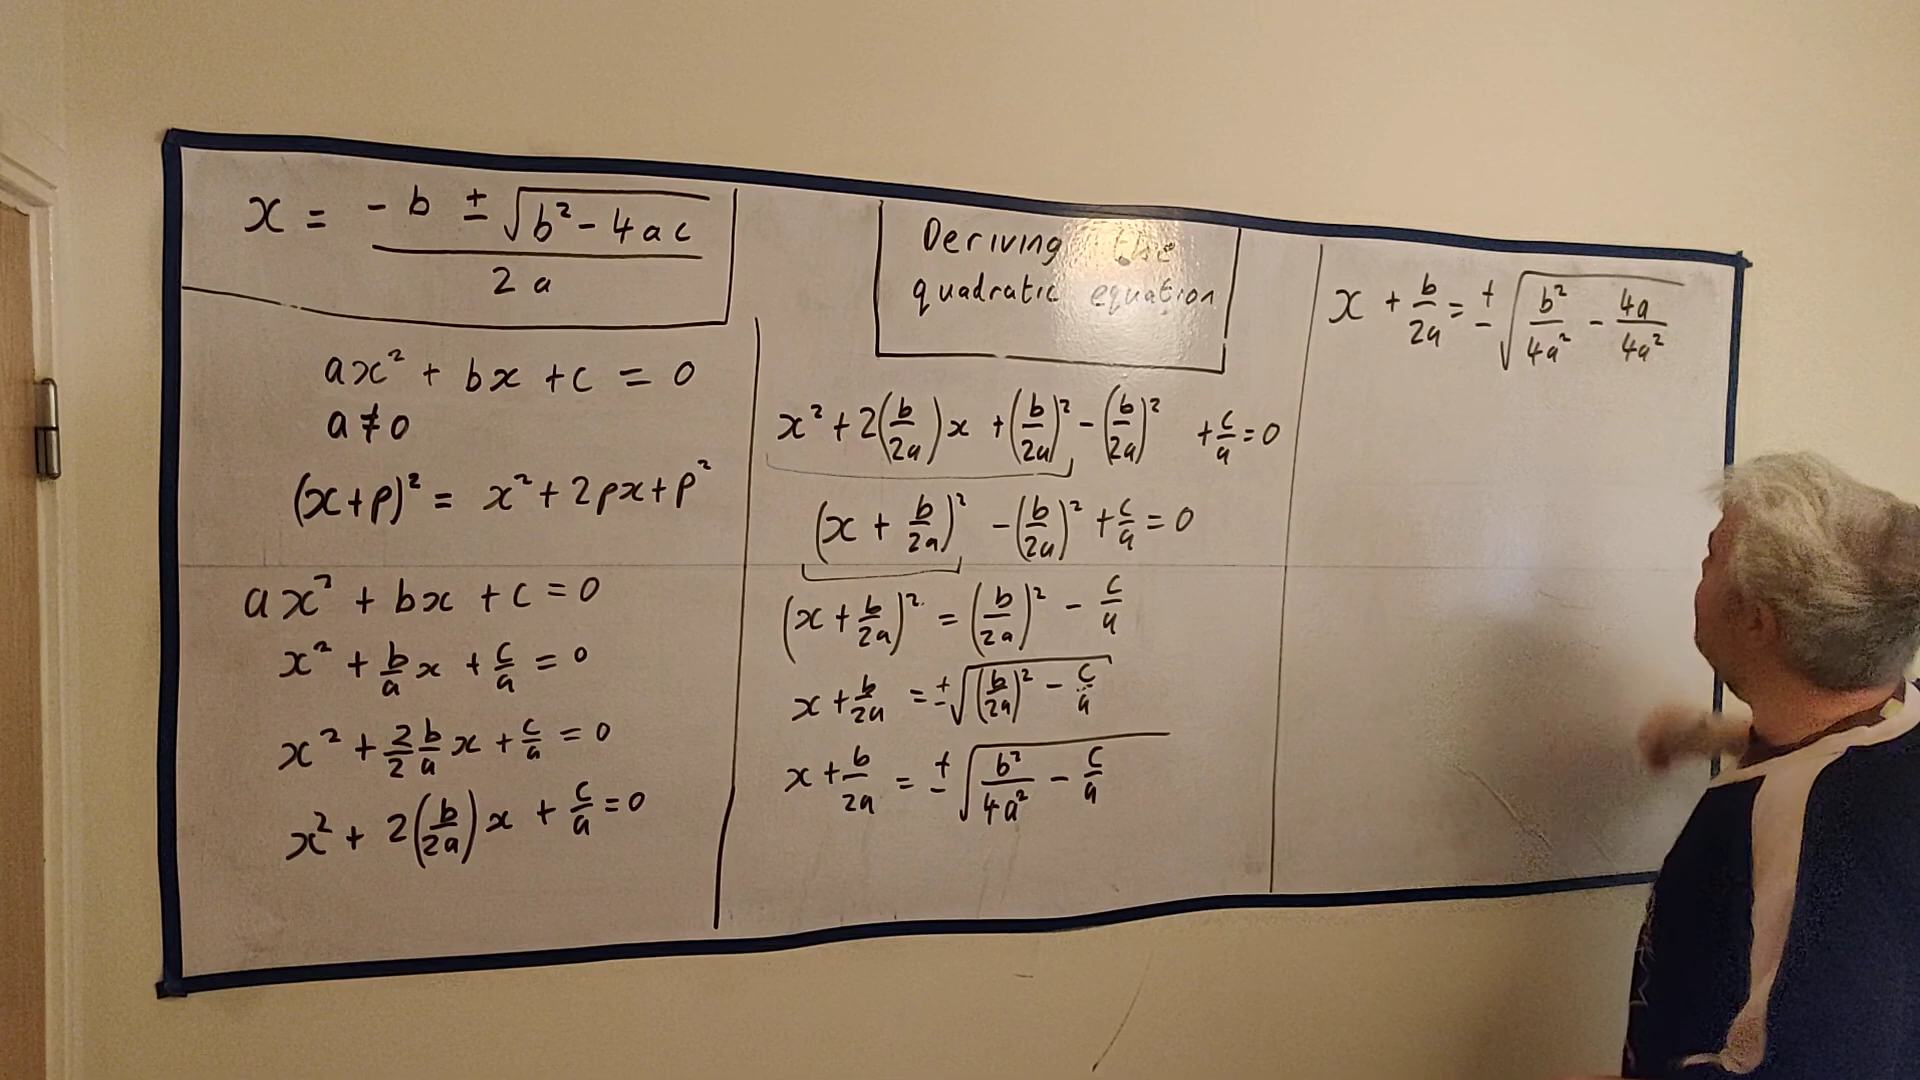 x = (-b ± √(b² - 4ac)) / 2a
ax² + bx + c = 0
a ≠ 0
(x+p)² = x² + 2px + p²
ax² + bx + c = 0
x² + b/a x + c/a = 0
x² + 2/2 b/a x + c/a = 0
x² + 2(b/2a)x + c/a = 0
Deriving the
quadratic equation
x² + 2(b/2a)x + (b/2a)² - (b/2a)² + c/a = 0
(x + b/2a)² - (b/2a)² + c/a = 0
(x + b/2a)² = (b/2a)² - c/a
x + b/2a = ±√((b/2a)² - c/a)
x + b/2a = ±√(b²/4a² - c/a)
x + b/2a = ±√(b²/4a² - 4a/4a²)